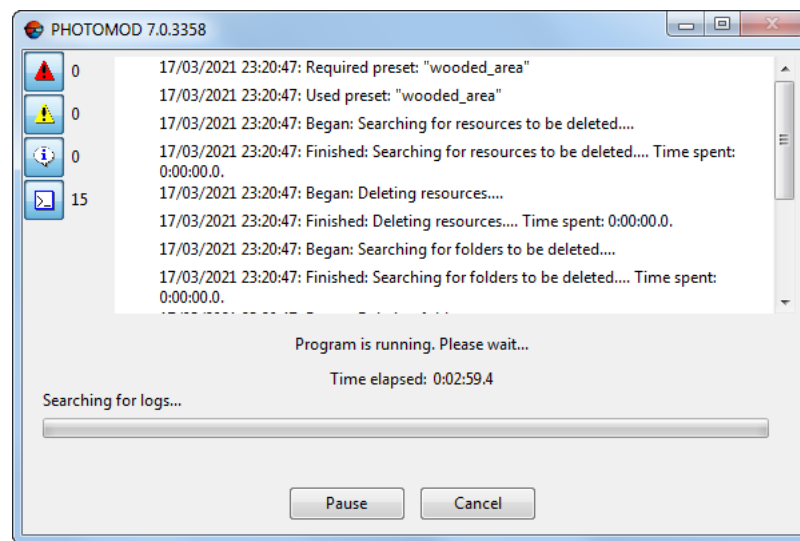 PHOTOMOD 7.0.3358
0
0
0
15
17/03/2021 23:20:47: Required preset: "wooded_area"
17/03/2021 23:20:47: Used preset: "wooded_area"
17/03/2021 23:20:47: Began: Searching for resources to be deleted....
17/03/2021 23:20:47: Finished: Searching for resources to be deleted.... Time spent:
0:00:00.0.
17/03/2021 23:20:47: Began: Deleting resources....
17/03/2021 23:20:47: Finished: Deleting resources.... Time spent: 0:00:00.0.
17/03/2021 23:20:47: Began: Searching for folders to be deleted....
17/03/2021 23:20:47: Finished: Searching for folders to be deleted.... Time spent:
0:00:00.0.
Program is running. Please wait...
Time elapsed: 0:02:59.4
Searching for logs...
Pause
Cancel